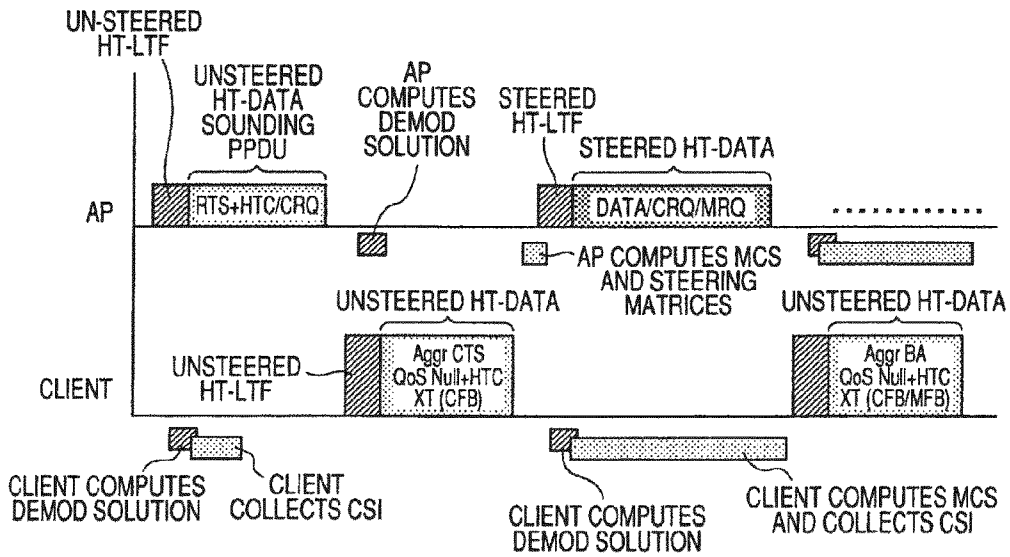 UN-STEERED
HT-LTF
UNSTEERED
HT-DATA
SOUNDING
PPDU
AP
COMPUTES
DEMOD
SOLUTION
STEERED
HT-LTF
STEERED HT-DATA
AP
RTS+HTC/CRQ
DATA/CRQ/MRQ
AP COMPUTES MCS
AND STEERING
MATRICES
UNSTEERED HT-DATA
UNSTEERED HT-DATA
CLIENT
UNSTEERED
HT-LTF
Aggr CTS
QoS Null+HTC
XT (CFB)
Aggr BA
QoS Null+HTC
XT (CFB/MFB)
CLIENT COMPUTES
DEMOD SOLUTION
CLIENT
COLLECTS CSI
CLIENT COMPUTES
DEMOD SOLUTION
CLIENT COMPUTES MCS
AND COLLECTS CSI